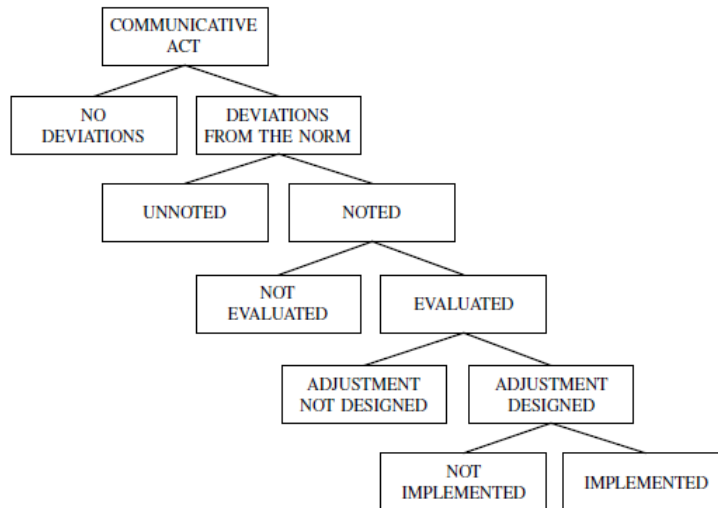 COMMUNICATIVE
ACT
NO
DEVIATIONS
DEVIATIONS
FROM THE NORM
UNNOTED
NOTED
NOT
EVALUATED
EVALUATED
ADJUSTMENT
NOT DESIGNED
ADJUSTMENT
DESIGNED
NOT
IMPLEMENTED
IMPLEMENTED